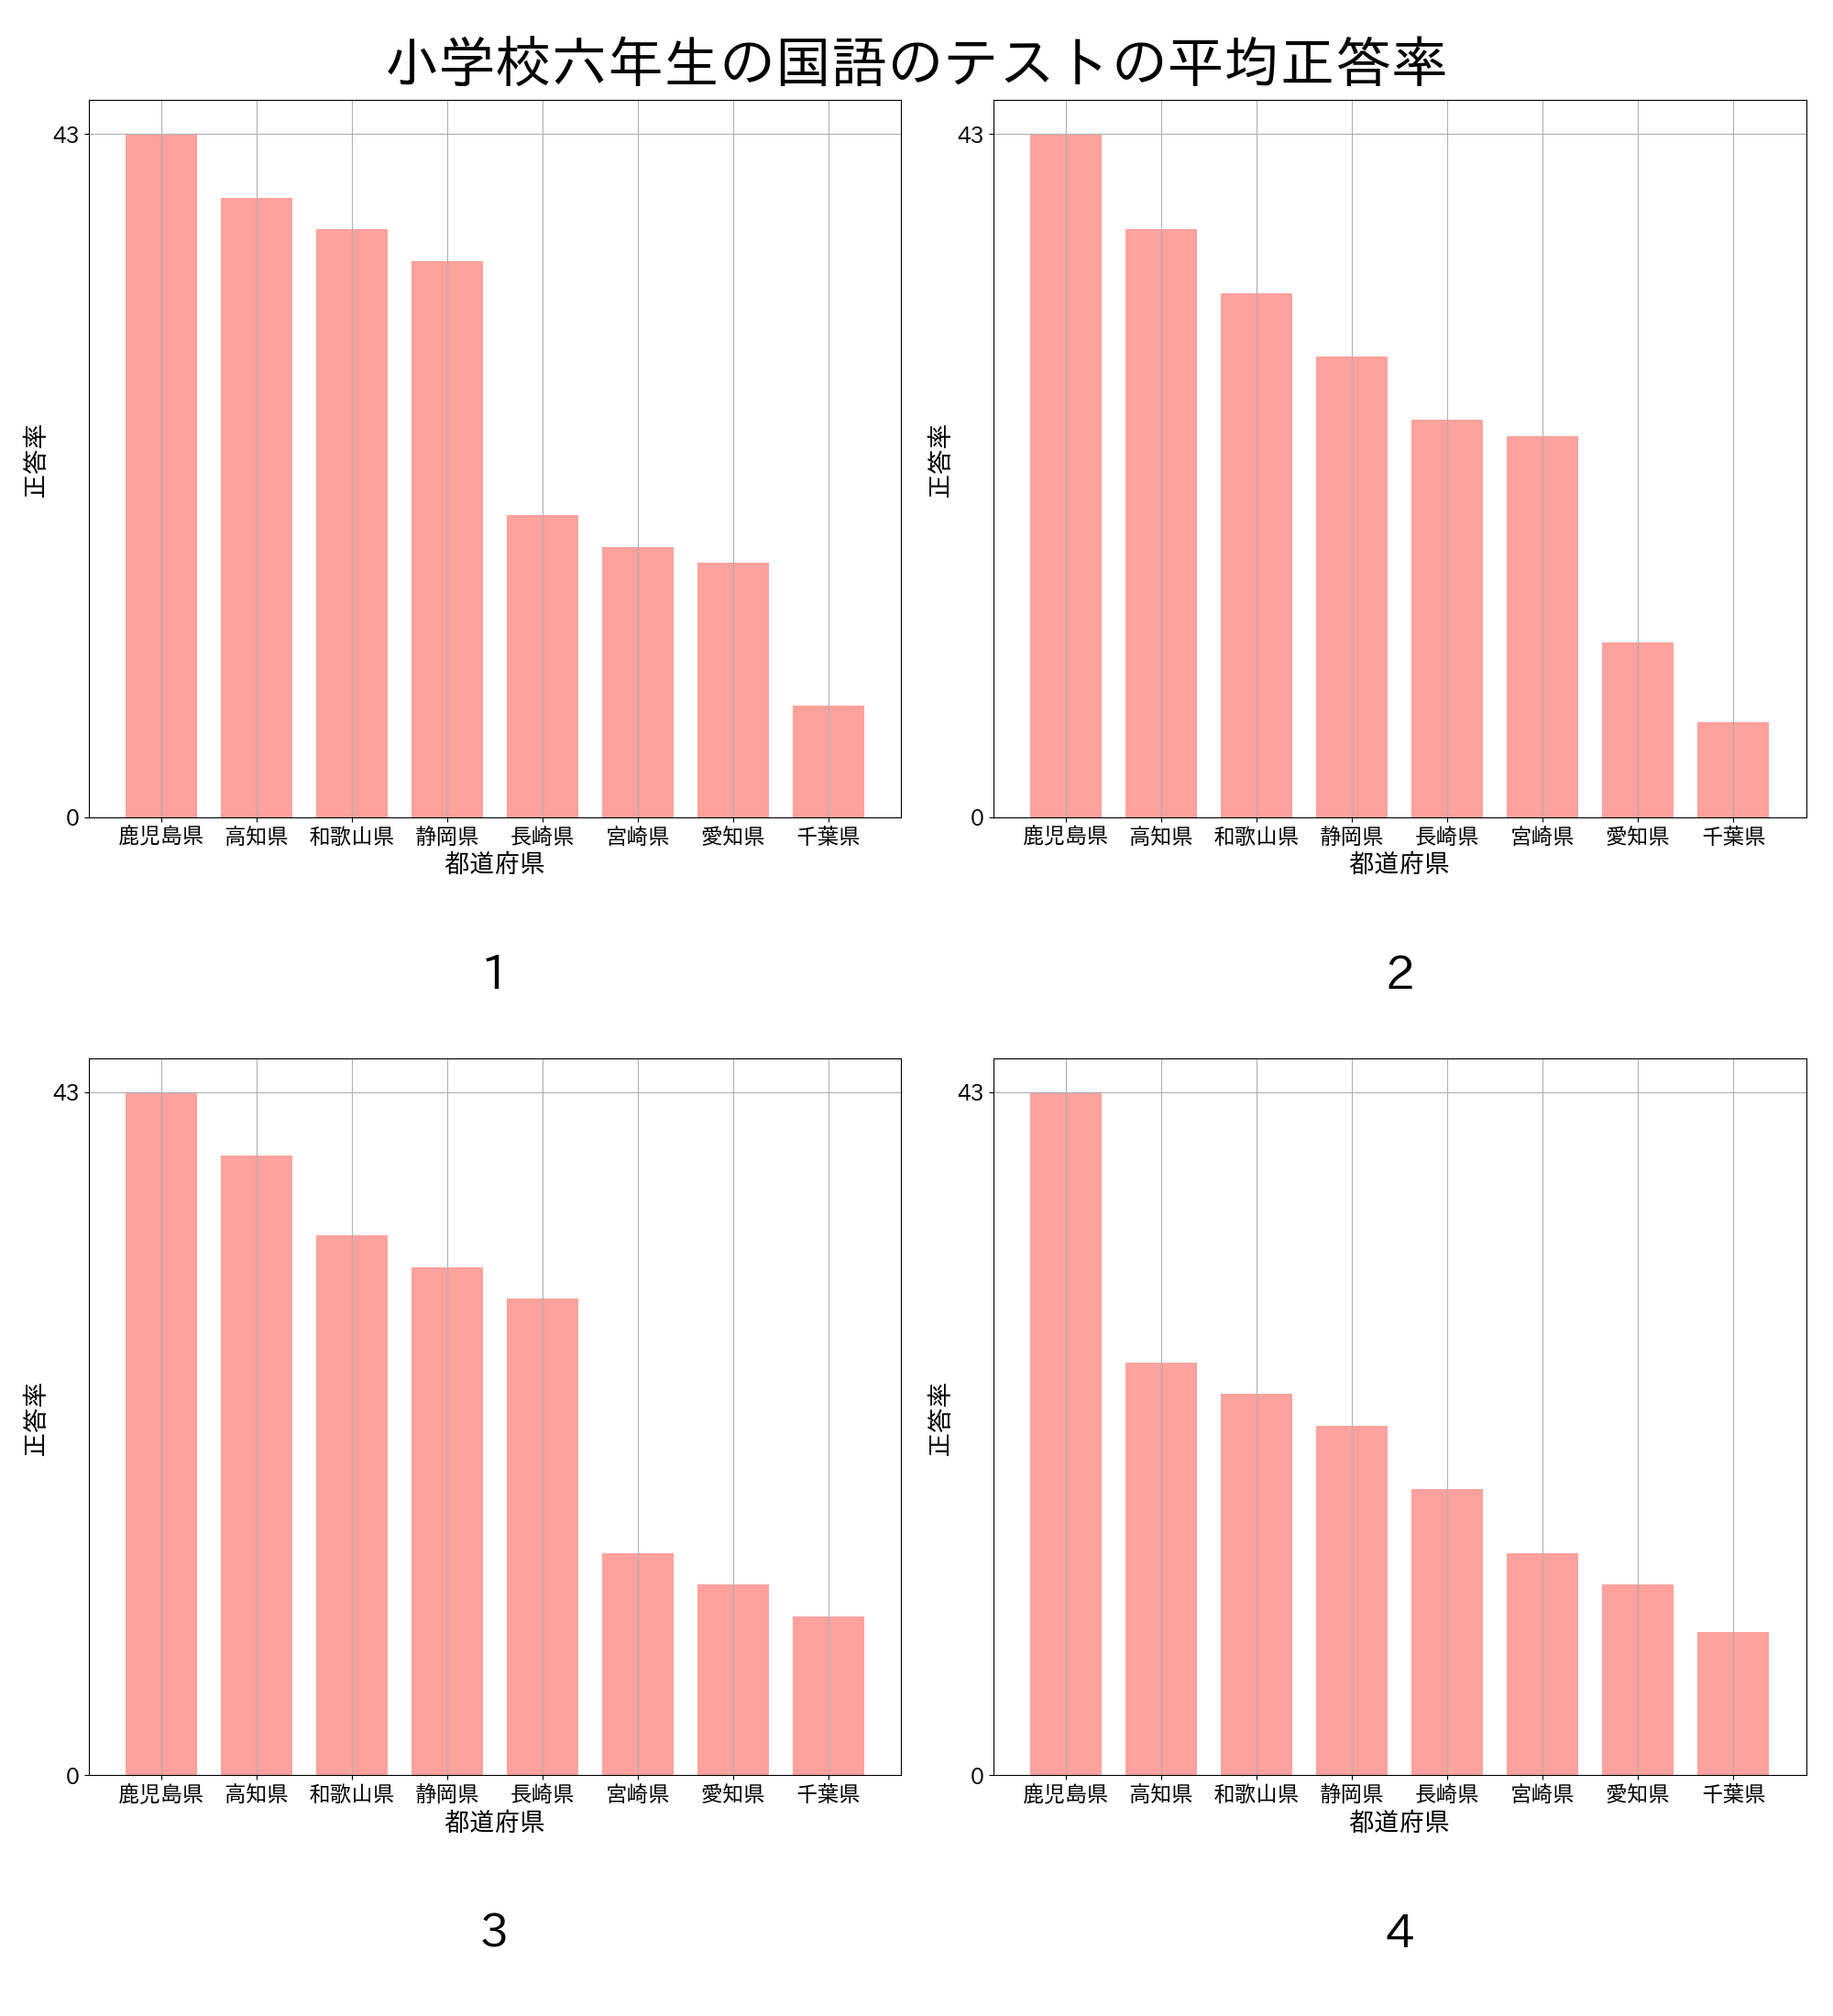 小学校六年生の国語のテストの平均正答率
43
0
正答率
鹿児島県 高知県 和歌山県 静岡県 長崎県 宮崎県 愛知県 千葉県
都道府県
1
43
0
正答率
鹿児島県 高知県 和歌山県 静岡県 長崎県 宮崎県 愛知県 千葉県
都道府県
2
43
0
正答率
鹿児島県 高知県 和歌山県 静岡県 長崎県 宮崎県 愛知県 千葉県
都道府県
3
43
0
正答率
鹿児島県 高知県 和歌山県 静岡県 長崎県 宮崎県 愛知県 千葉県
都道府県
4